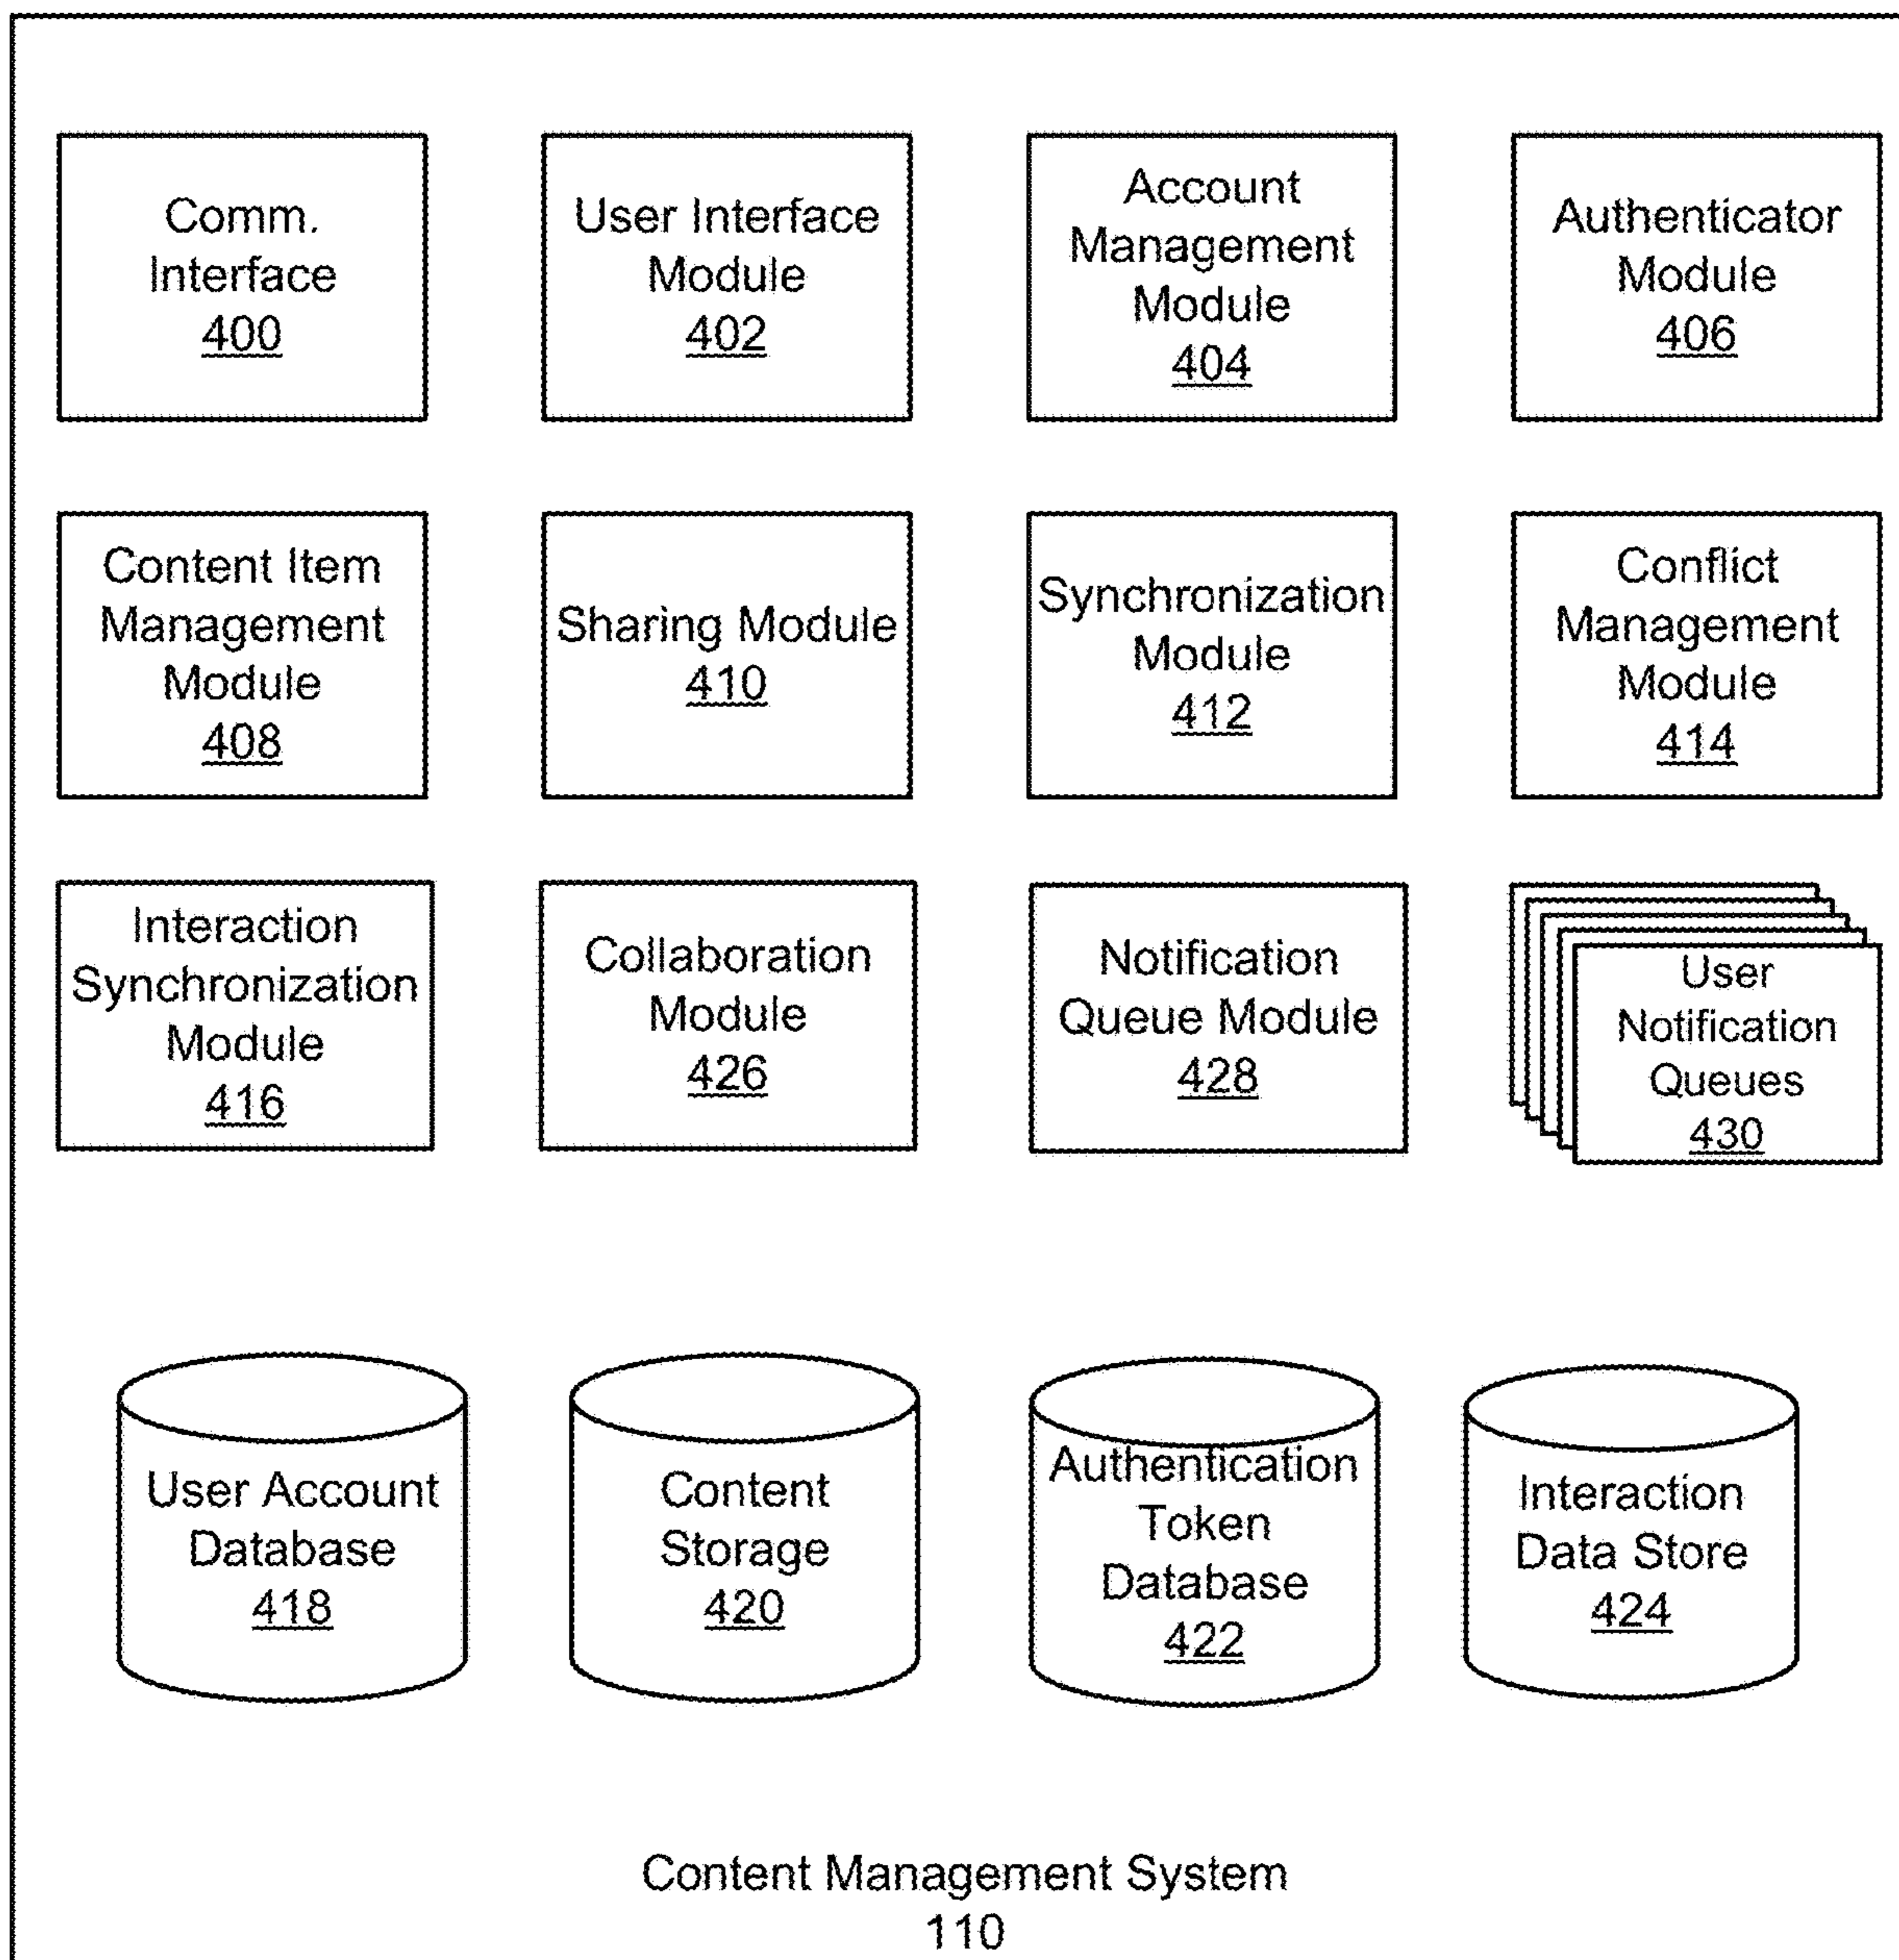 Comm.
Interface
400
User Interface
Module
402
Account
Management
Module
404
Authenticator
Module
406
Content Item
Management
Module
408
Sharing Module
410
Synchronization
Module
412
Conflict
Management
Module
414
Interaction
Synchronization
Module
416
Collaboration
Module
426
Notification
Queue Module
428
User
Notification
Queues
430
User Account
Database
418
Content
Storage
420
Authentication
Token
Database
422
Interaction
Data Store
424
Content Management System
110